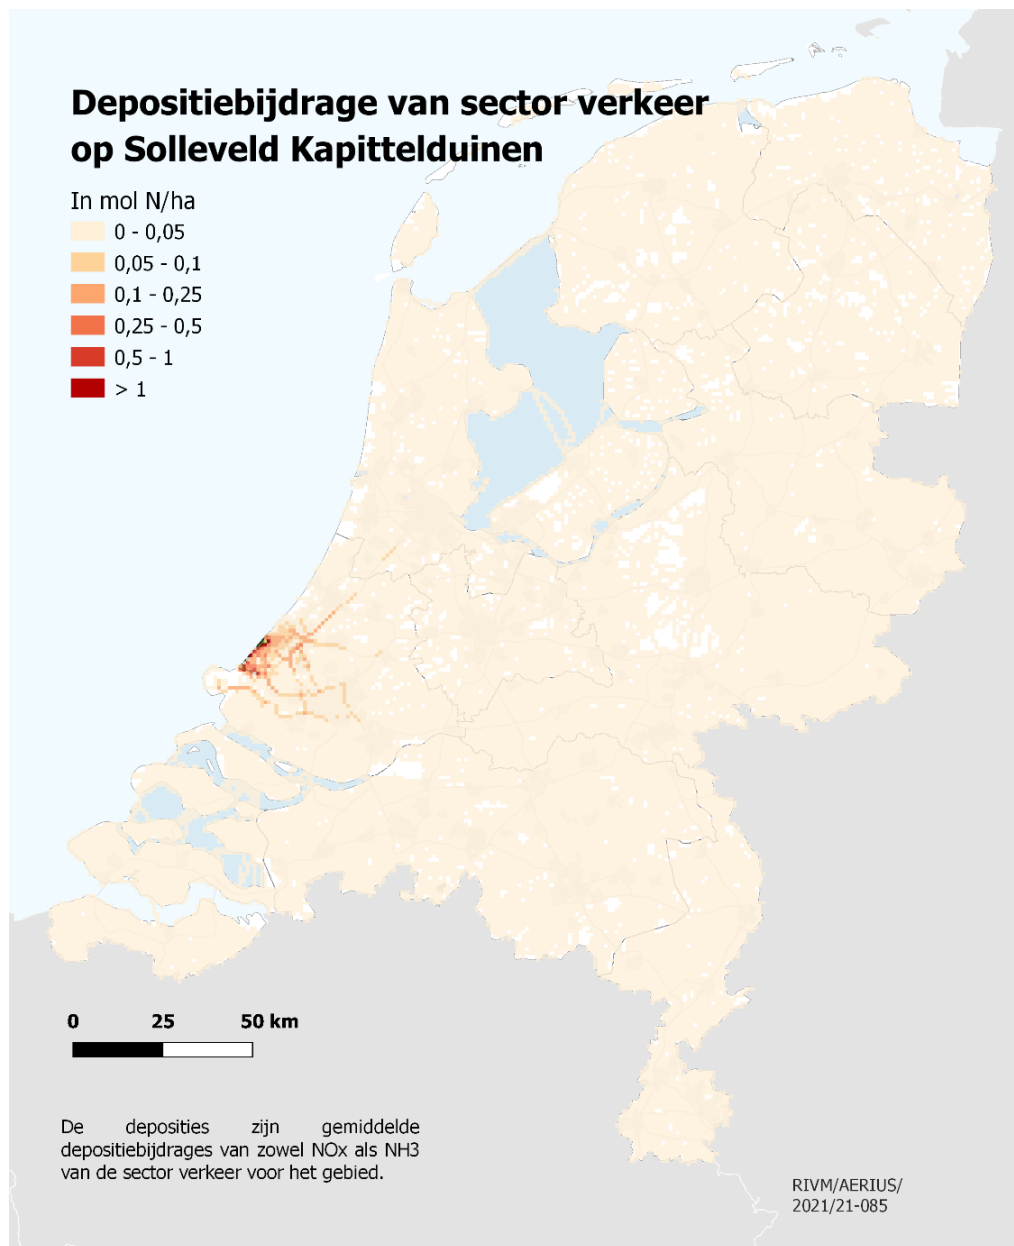 Depositiebijdrage van sector verkeer
op Solleveld Kapittelduinen
In mol N/ha
0 - 0,05
0,05 - 0,1
0,1 - 0,25
0,25 - 0,5
0,5 - 1
> 1
0 25 50 km
De deposities zijn gemiddelde
depositiebijdrages van zowel NOx als NH3
van de sector verkeer voor het gebied.
RIVM/AERIUS/
2021/21-085